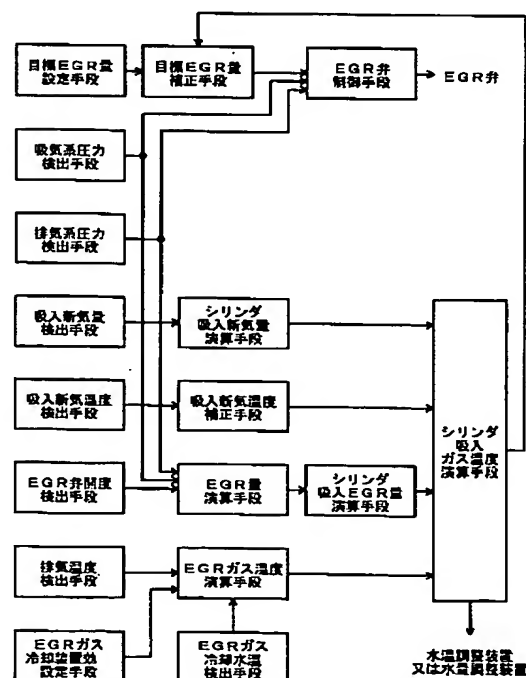 目標EGR量
設定手段
目標EGR量
補正手段
EGR弁
制御手段
EGR弁
吸気系圧力
検出手段
排気系圧力
検出手段
吸入新気量
検出手段
シリンダ
吸入新気量
演算手段
吸入新気温度
検出手段
吸入新気温度
補正手段
シリンダ
吸入
ガス温度
演算手段
EGR弁開度
検出手段
EGR量
演算手段
シリンダ
吸入EGR量
演算手段
排気温度
検出手段
EGRガス温度
演算手段
EGRガス
冷却装置効
設定手段
EGRガス
冷却水温
検出手段
水温調整装置
又は水量調整装置